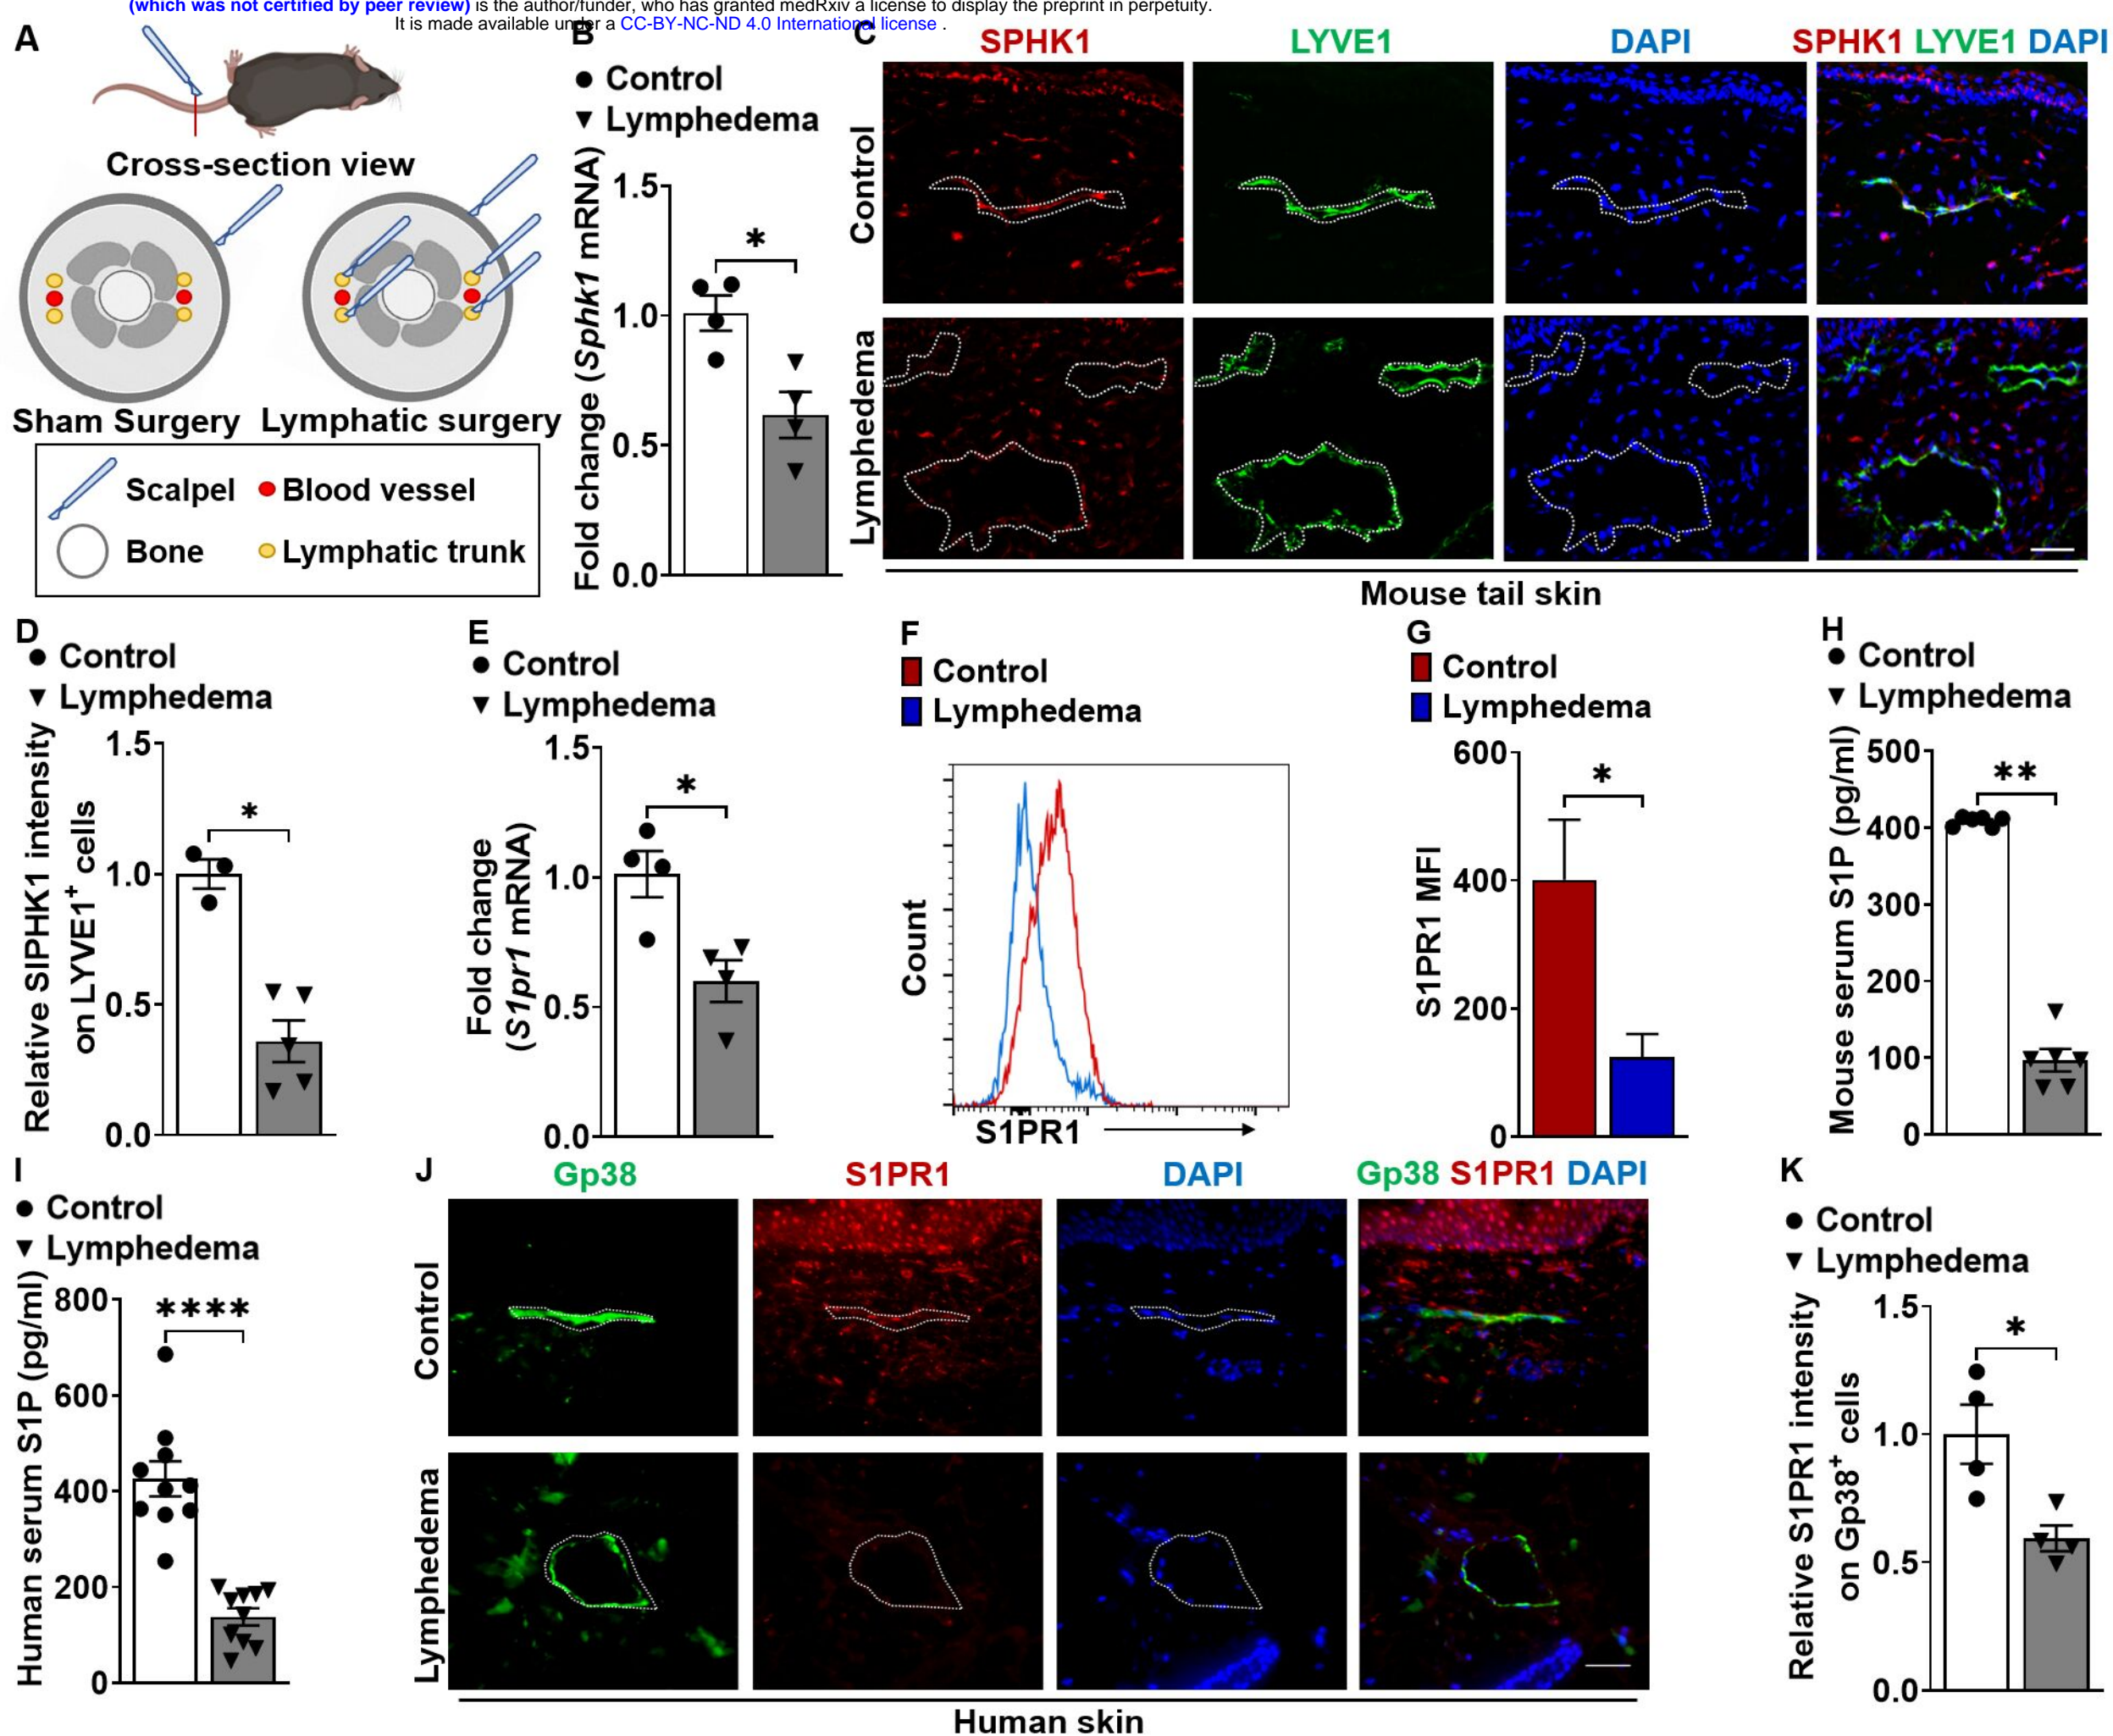 (which was not certified by peer review) is the author/funder, who has granted medRxiv a license to display the preprint in perpetuity.
It is made available under a CC-BY-NC-ND 4.0 International license .
A
Cross-section view
Sham Surgery
Lymphatic surgery
Scalpel
Blood vessel
Bone
Lymphatic trunk
B
Control
Lymphedema
Fold change (Sphk1 mRNA)
1.5
1.0
0.5
0.0
*
C
SPHK1
LYVE1
DAPI
SPHK1 LYVE1 DAPI
Control
Lymphedema
Mouse tail skin
D
Control
Lymphedema
Relative SIPHK1 intensity
on LYVE1+ cells
1.5
1.0
0.5
0.0
*
E
Control
Lymphedema
Fold change
(S1pr1 mRNA)
1.5
1.0
0.5
0.0
*
F
Control
Lymphedema
Count
S1PR1
G
Control
Lymphedema
S1PR1 MFI
600
400
200
0
*
H
Control
Lymphedema
Mouse serum S1P (pg/ml)
500
400
300
200
100
0
**
I
Control
Lymphedema
Human serum S1P (pg/ml)
800
600
400
200
0
****
J
Gp38
S1PR1
DAPI
Gp38 S1PR1 DAPI
Control
Lymphedema
Human skin
K
Control
Lymphedema
Relative S1PR1 intensity
on Gp38+ cells
1.5
1.0
0.5
0.0
*